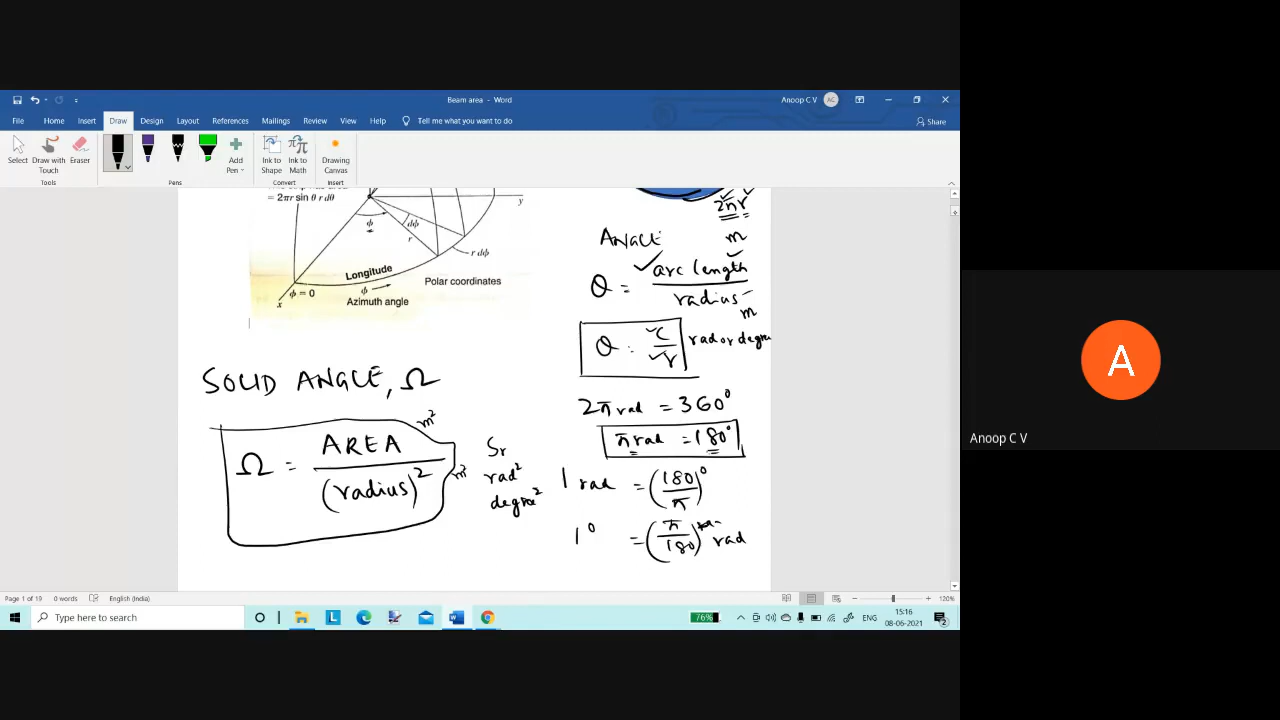 Beam area - Word
Anoop C V
AC
File Home Insert Draw Design Layout References Mailings Review View Help Tell me what you want to do
Share
Select
Draw with Touch
Eraser
Add Pen
Ink to Shape
Ink to Math
Drawing Canvas
Tools
Pens
Convert
Insert
= 2πr sin θ r dθ
y
ϕ
dϕ
r
r dϕ
Longitude
ϕ
Polar coordinates
ϕ = 0
x
Azimuth angle
2πr
m
ANGLE
θ = arc length / radius
m
θ = C / r
rad or degree
2π rad = 360°
π rad = 180°
1 rad = (180/π)°
1° = (π/180) rad
SOLID ANGLE, Ω
Ω = AREA / (radius)²
m²
m²
Sr
rad²
degree²
Page 1 of 19 0 words English (India)
120%
Type here to search
L
76%
ENG
15:16
08-06-2021
2
A
Anoop C V